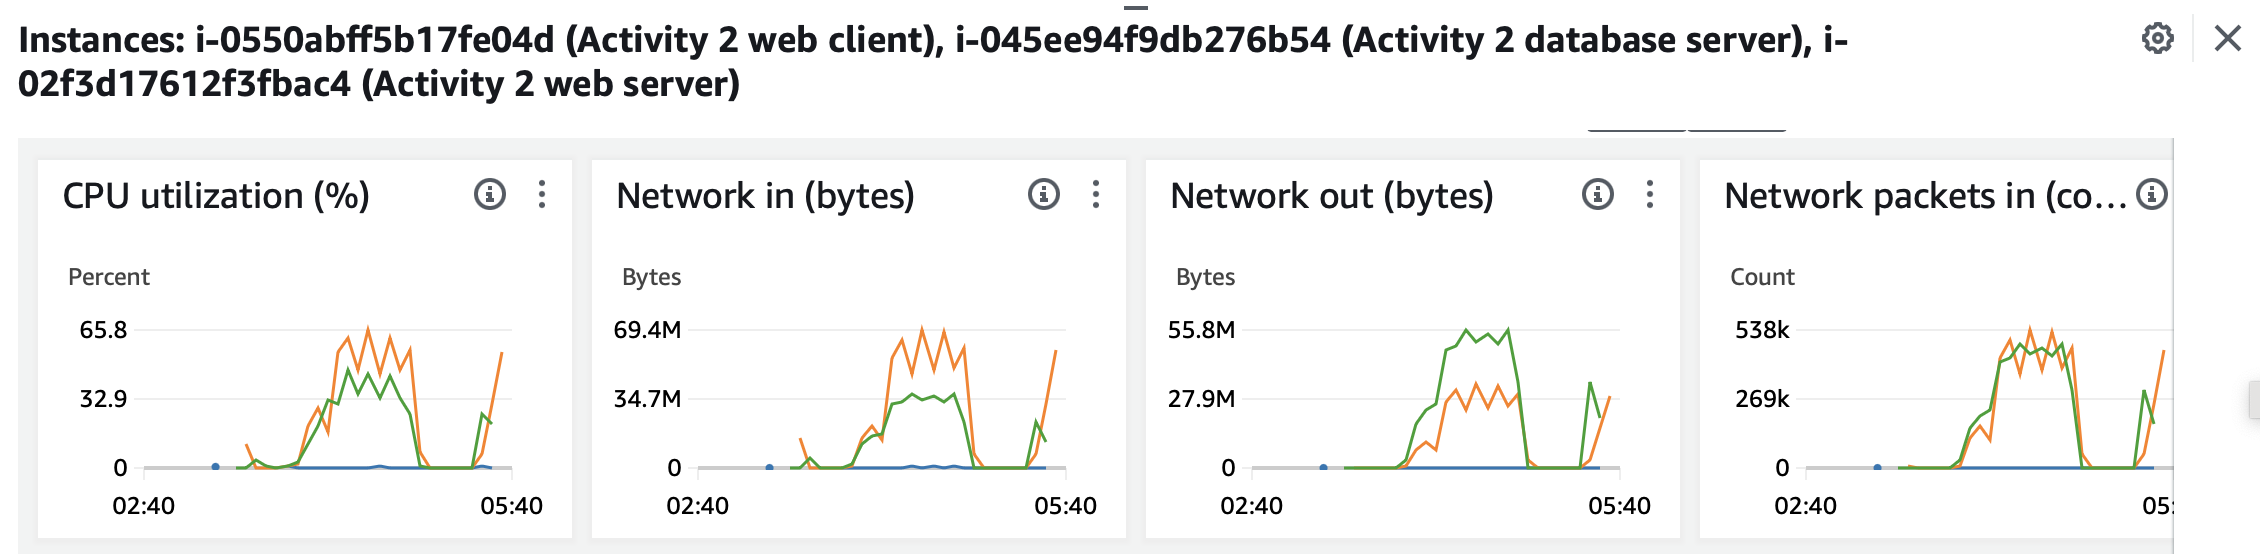 Instances: i-0550abff5b17fe04d (Activity 2 web client), i-045ee94f9db276b54 (Activity 2 database server), i-
02f3d17612f3fbac4 (Activity 2 web server)
CPU utilization (%)
Percent
65.8
32.9
0
02:40
05:40
Network in (bytes)
Bytes
69.4M
34.7M
0
02:40
05:40
Network out (bytes)
Bytes
55.8M
27.9M
0
02:40
05:40
Network packets in (co...
Count
538k
269k
0
02:40
05: